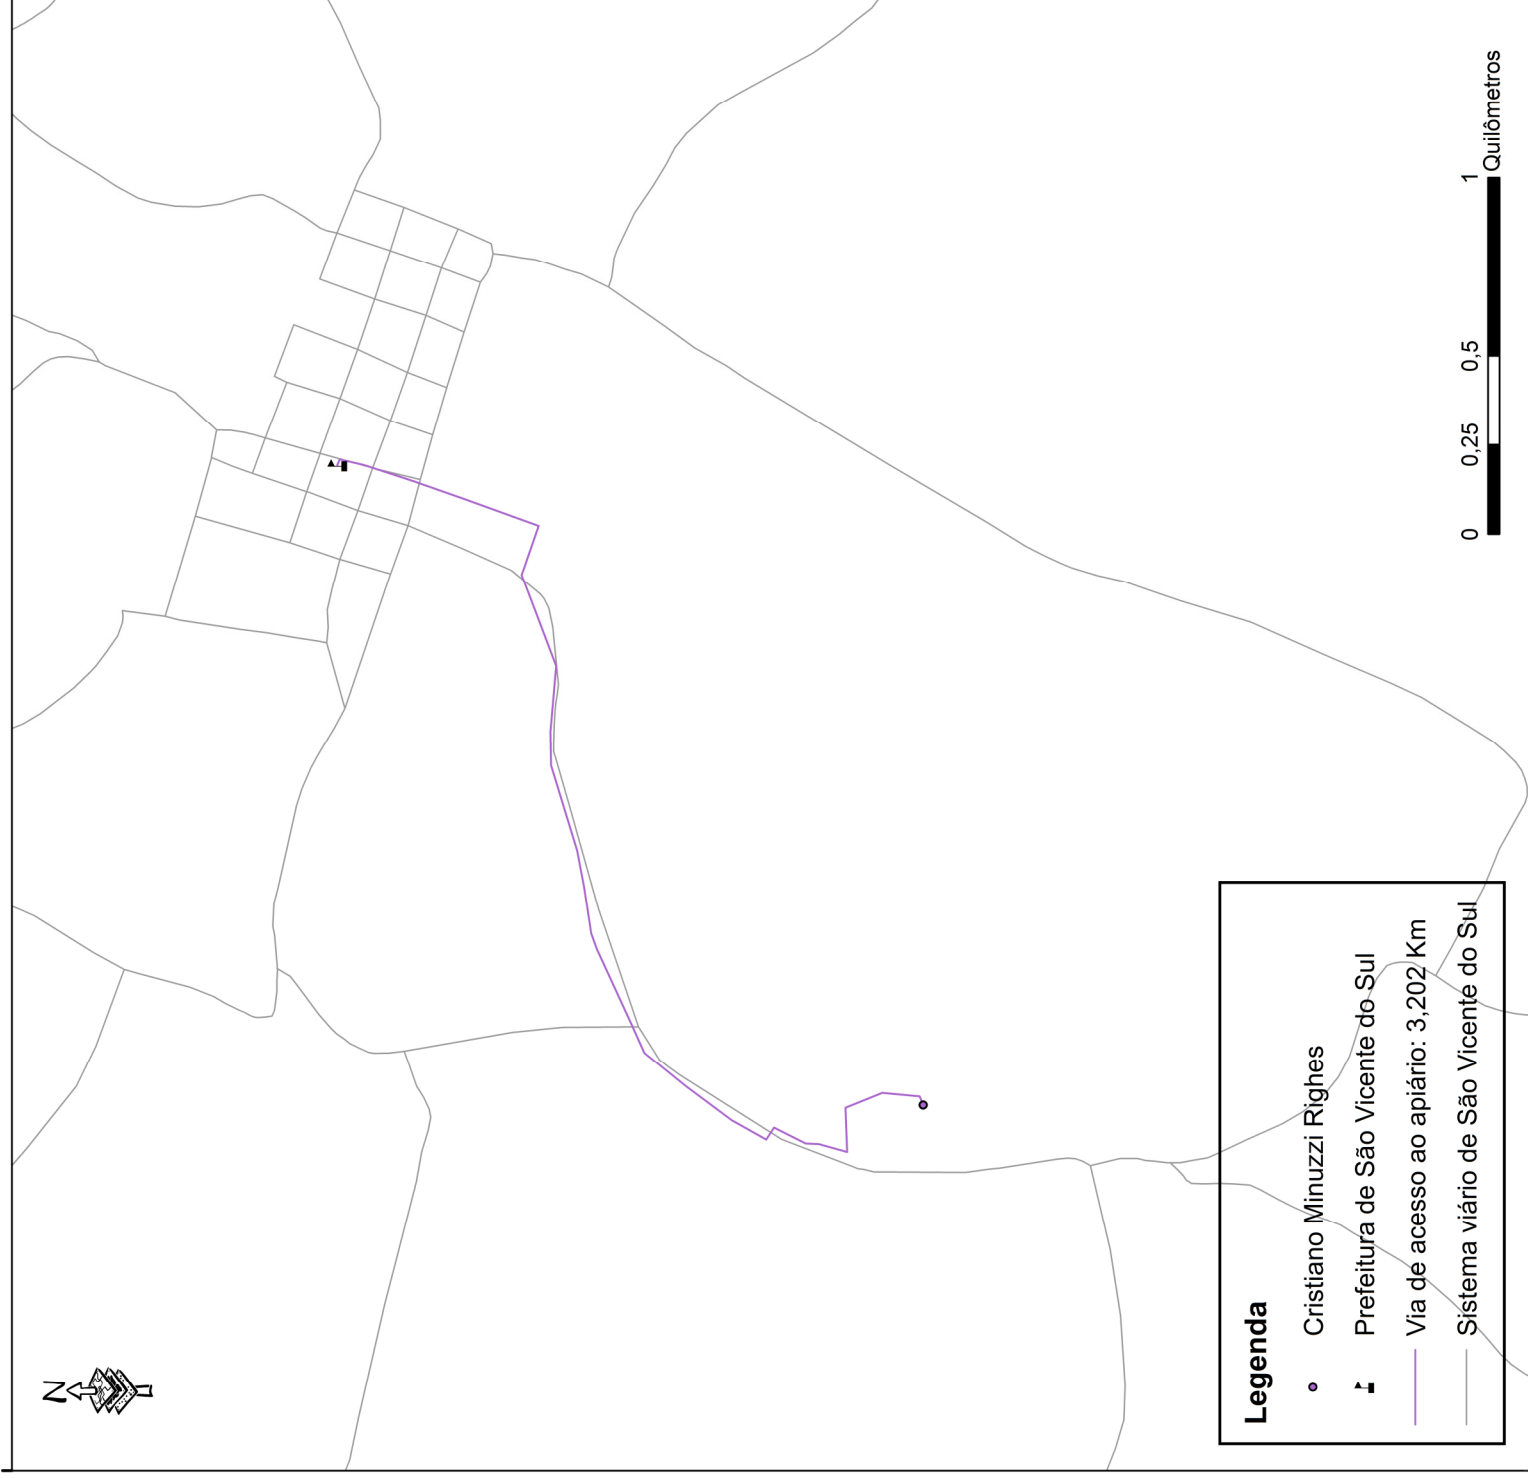 N
Legenda
Cristiano Minuzzi Righes
Prefeitura de São Vicente do Sul
Via de acesso ao apiário: 3,202 Km
Sistema viário de São Vicente do Sul
0 0,25 0,5 1
Quilômetros